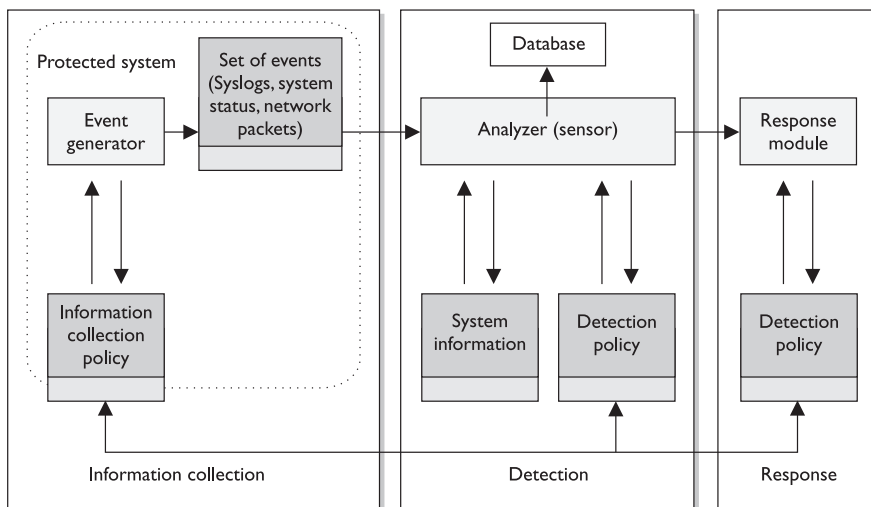 Protected system
Event
generator
Set of events
(Syslogs, system
status, network
packets)
Information
collection
policy
Information collection
Database
Analyzer (sensor)
System
information
Detection
policy
Detection
Response
module
Detection
policy
Response